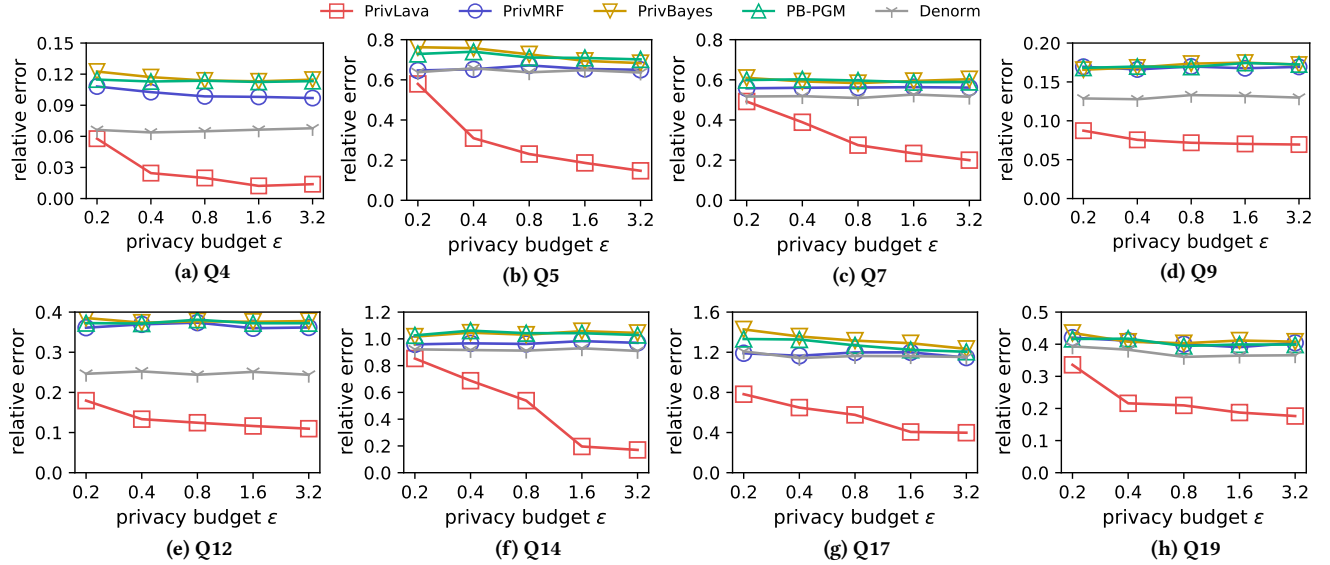 PrivLava PrivMRF PrivBayes PB-PGM Denorm
relative error
0.15
0.12
0.09
0.06
0.03
0.00
0.2 0.4 0.8 1.6 3.2
privacy budget ε
(a) Q4
relative error
0.8
0.6
0.4
0.2
0.0
0.2 0.4 0.8 1.6 3.2
privacy budget ε
(b) Q5
relative error
0.8
0.6
0.4
0.2
0.0
0.2 0.4 0.8 1.6 3.2
privacy budget ε
(c) Q7
relative error
0.20
0.15
0.10
0.05
0.00
0.2 0.4 0.8 1.6 3.2
privacy budget ε
(d) Q9
relative error
0.4
0.3
0.2
0.1
0.0
0.2 0.4 0.8 1.6 3.2
privacy budget ε
(e) Q12
relative error
1.2
1.0
0.8
0.6
0.4
0.2
0.0
0.2 0.4 0.8 1.6 3.2
privacy budget ε
(f) Q14
relative error
1.6
1.2
0.8
0.4
0.0
0.2 0.4 0.8 1.6 3.2
privacy budget ε
(g) Q17
relative error
0.5
0.4
0.3
0.2
0.1
0.0
0.2 0.4 0.8 1.6 3.2
privacy budget ε
(h) Q19